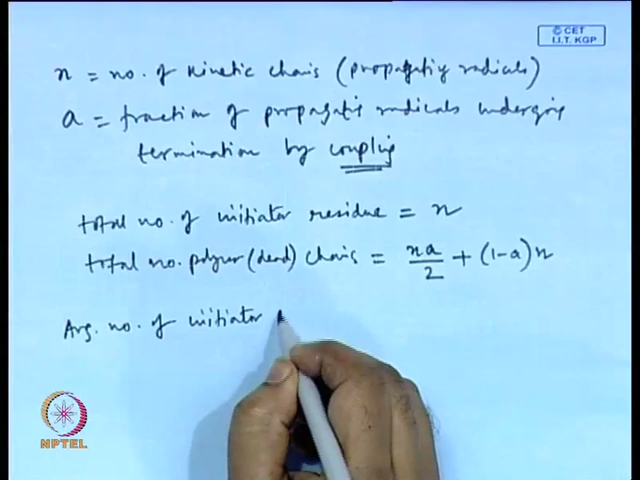 © CET
I.I.T. KGP
n = no. of kinetic chains (propagating radicals)
a = fraction of propagatis radicals undergoing
termination by coupling
total no. of initiator residue = n
total no. polymer (dead) chains = na/2 + (1-a)n
Avg. no. of initiator
NPTEL